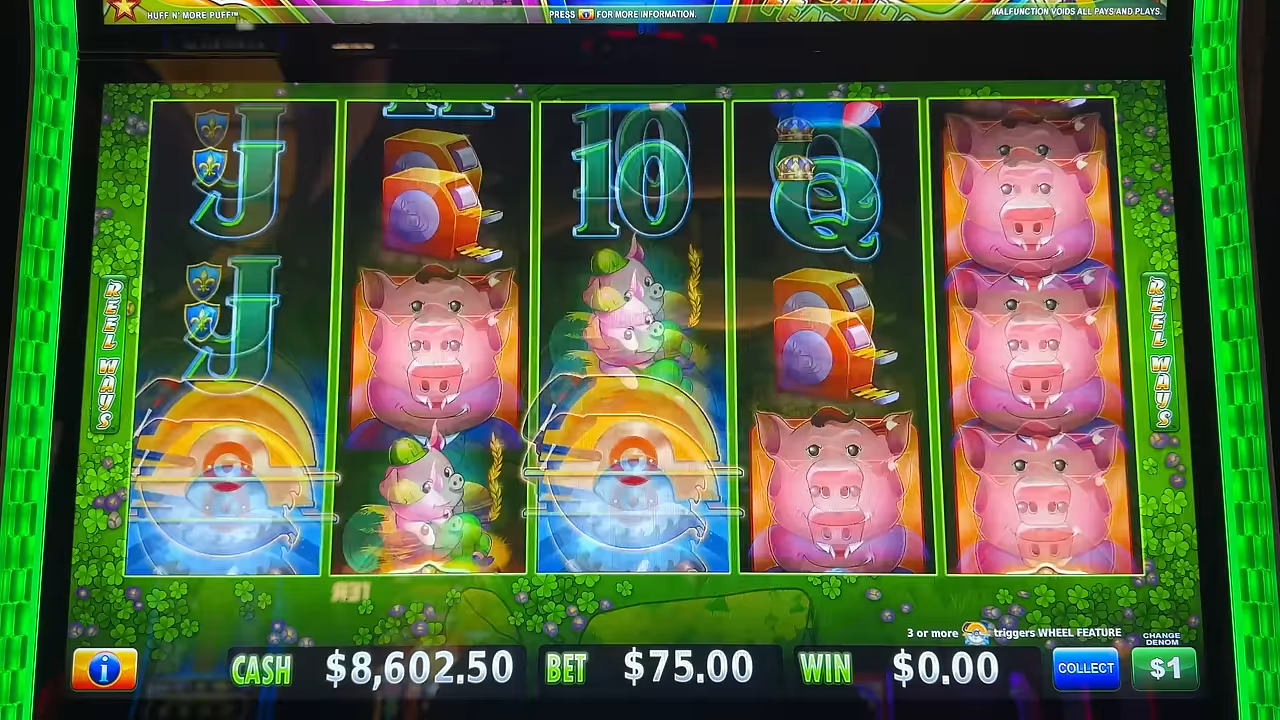 HUFF N' MORE PUFF™
PRESS i FOR MORE INFORMATION.
MALFUNCTION VOIDS ALL PAYS AND PLAYS.
J
10
Q
J
REEL WAYS
REEL WAYS
3 or more triggers WHEEL FEATURE
CHANGE DENOM
i
CASH $8,602.50
BET $75.00
WIN $0.00
COLLECT
$1